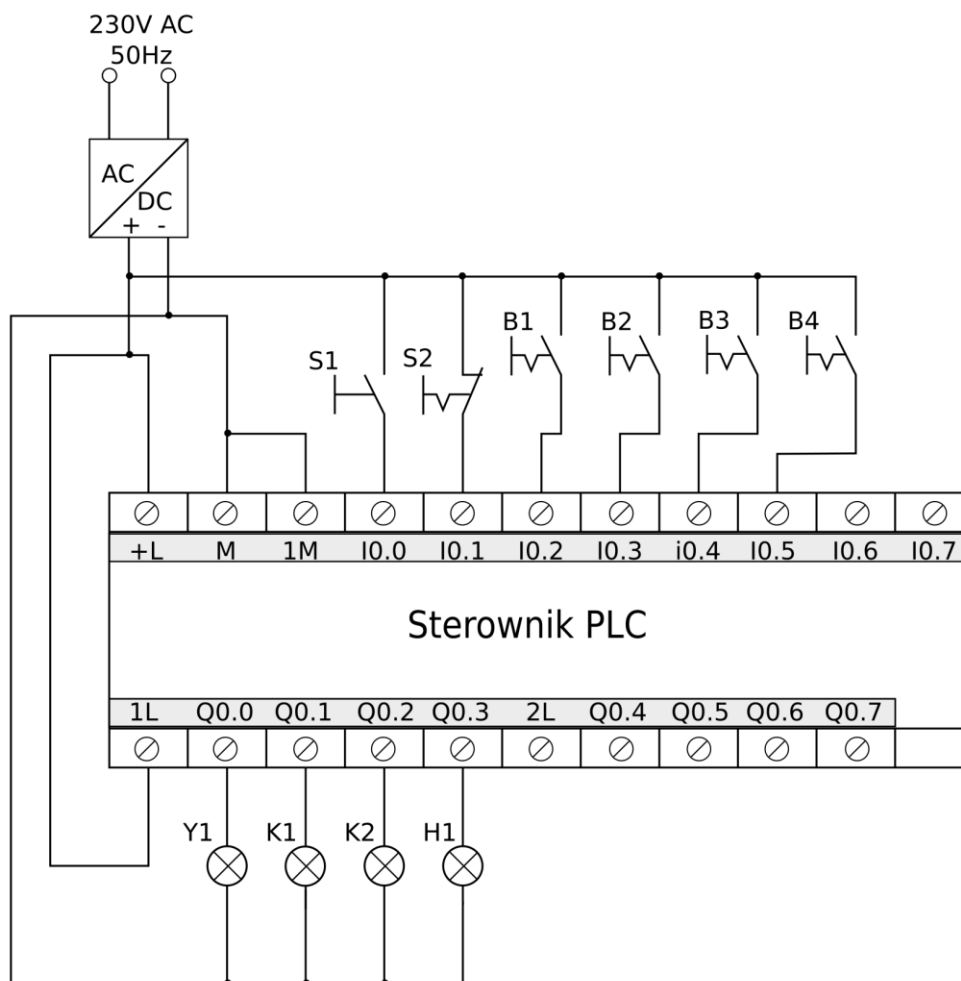 230V AC
50Hz
AC
DC
+ -
S1 S2 B1 B2 B3 B4
+L M 1M I0.0 I0.1 I0.2 I0.3 i0.4 I0.5 I0.6 I0.7
Sterownik PLC
1L Q0.0 Q0.1 Q0.2 Q0.3 2L Q0.4 Q0.5 Q0.6 Q0.7
Y1 K1 K2 H1